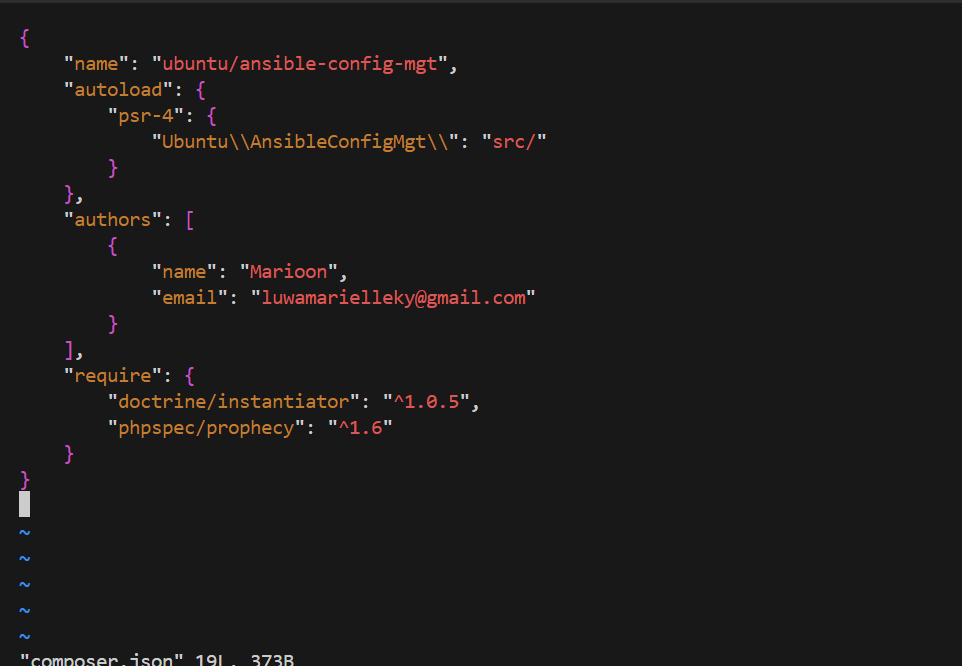 {
    "name": "ubuntu/ansible-config-mgt",
    "autoload": {
        "psr-4": {
            "Ubuntu\\AnsibleConfigMgt\\": "src/"
        }
    },
    "authors": [
        {
            "name": "Marioon",
            "email": "luwamarielleky@gmail.com"
        }
    ],
    "require": {
        "doctrine/instantiator": "^1.0.5",
        "phpspec/prophecy": "^1.6"
    }
}
~
~
~
~
~
"composer.json" 19L, 373B